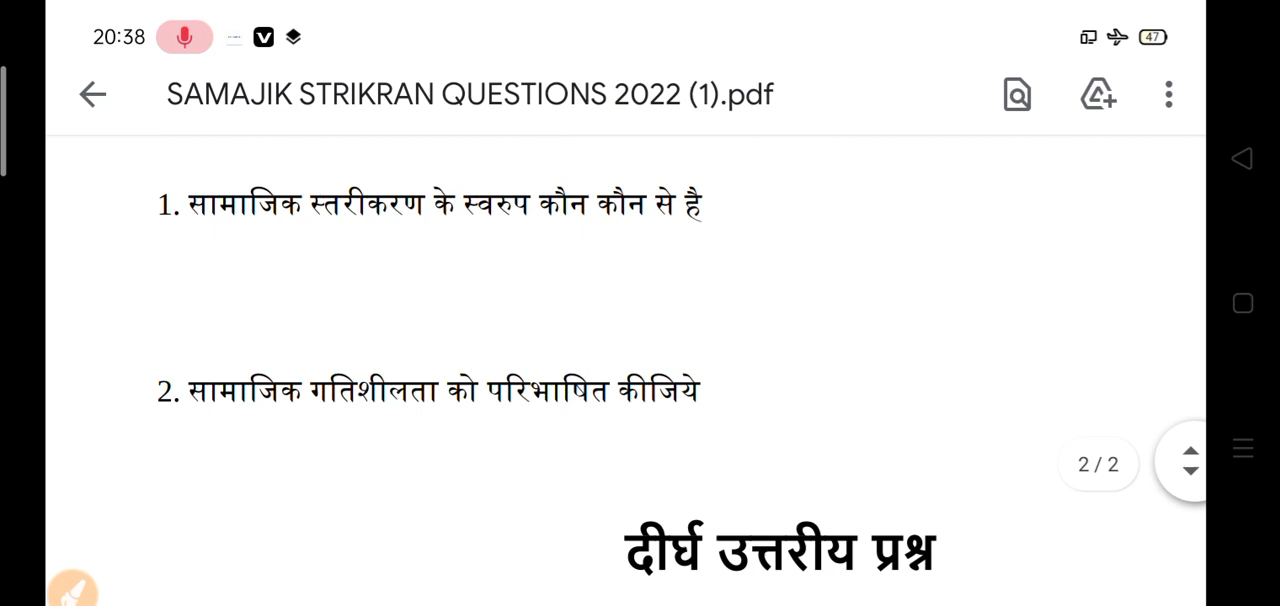 20:38
47
SAMAJIK STRIKRAN QUESTIONS 2022 (1).pdf
1. सामाजिक स्तरीकरण के स्वरुप कौन कौन से है
2. सामाजिक गतिशीलता को परिभाषित कीजिये
2 / 2
दीर्घ उत्तरीय प्रश्न